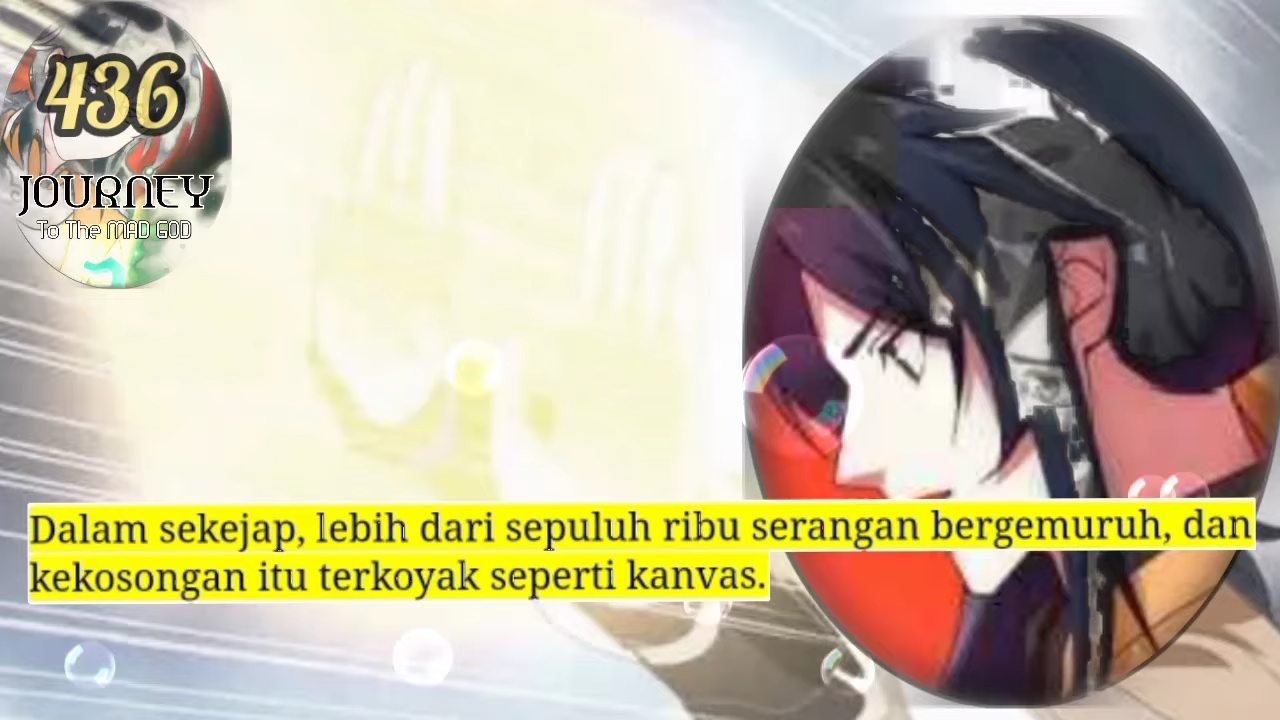 436
JOURNEY
To The MAD GOD
Dalam sekejap, lebih dari sepuluh ribu serangan bergemuruh, dan
kekosongan itu terkoyak seperti kanvas.